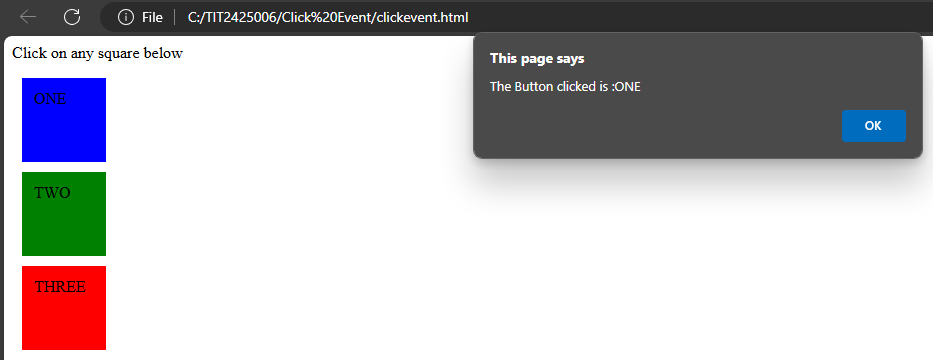 File
C:/TIT2425006/Click%20Event/clickevent.html
Click on any square below
This page says
The Button clicked is :ONE
OK
ONE
TWO
THREE